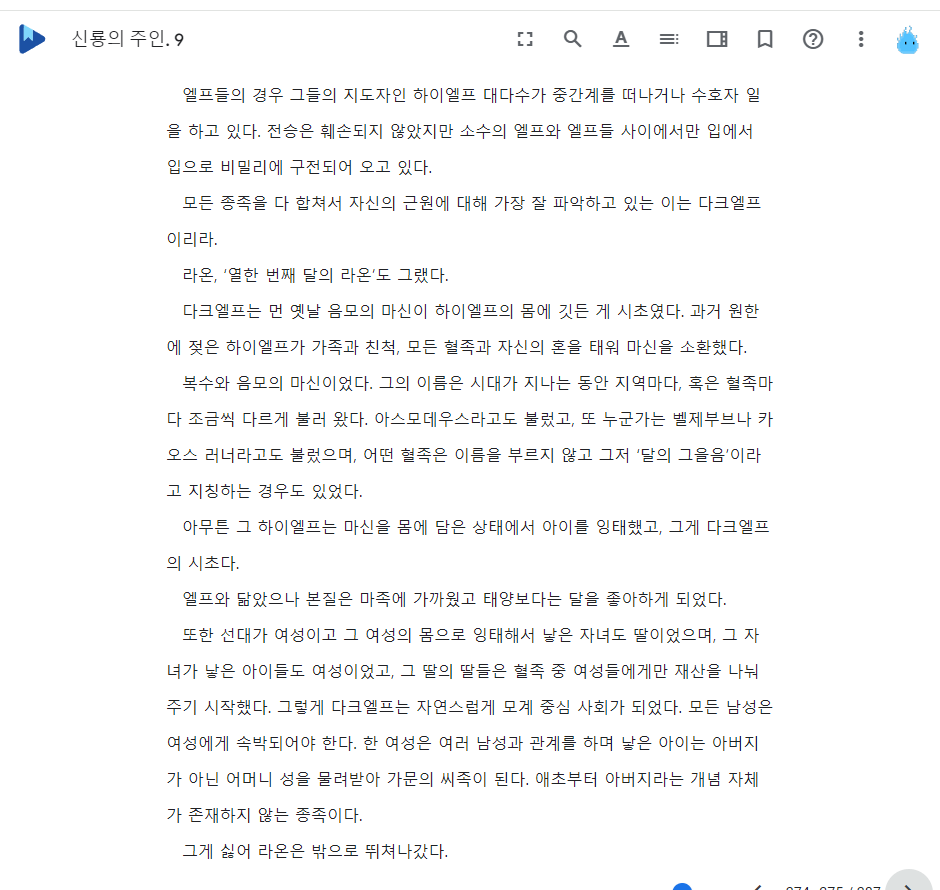 신룡의 주인. 9
엘프들의 경우 그들의 지도자인 하이엘프 대다수가 중간계를 떠나거나 수호자 일
을 하고 있다. 전승은 훼손되지 않았지만 소수의 엘프와 엘프들 사이에서만 입에서
입으로 비밀리에 구전되어 오고 있다.
모든 종족을 다 합쳐서 자신의 근원에 대해 가장 잘 파악하고 있는 이는 다크엘프
이리라.
라온, ‘열한 번째 달의 라온’도 그랬다.
다크엘프는 먼 옛날 음모의 마신이 하이엘프의 몸에 깃든 게 시초였다. 과거 원한
에 젖은 하이엘프가 가족과 친척, 모든 혈족과 자신의 혼을 태워 마신을 소환했다.
복수와 음모의 마신이었다. 그의 이름은 시대가 지나는 동안 지역마다, 혹은 혈족마
다 조금씩 다르게 불러 왔다. 아스모데우스라고도 불렀고, 또 누군가는 벨제부브나 카
오스 러너라고도 불렀으며, 어떤 혈족은 이름을 부르지 않고 그저 ‘달의 그을음’이라
고 지칭하는 경우도 있었다.
아무튼 그 하이엘프는 마신을 몸에 담은 상태에서 아이를 잉태했고, 그게 다크엘프
의 시초다.
엘프와 닮았으나 본질은 마족에 가까웠고 태양보다는 달을 좋아하게 되었다.
또한 선대가 여성이고 그 여성의 몸으로 잉태해서 낳은 자녀도 딸이었으며, 그 자
녀가 낳은 아이들도 여성이었고, 그 딸의 딸들은 혈족 중 여성들에게만 재산을 나눠
주기 시작했다. 그렇게 다크엘프는 자연스럽게 모계 중심 사회가 되었다. 모든 남성은
여성에게 속박되어야 한다. 한 여성은 여러 남성과 관계를 하며 낳은 아이는 아버지
가 아닌 어머니 성을 물려받아 가문의 씨족이 된다. 애초부터 아버지라는 개념 자체
가 존재하지 않는 종족이다.
그게 싫어 라온은 밖으로 뛰쳐나갔다.